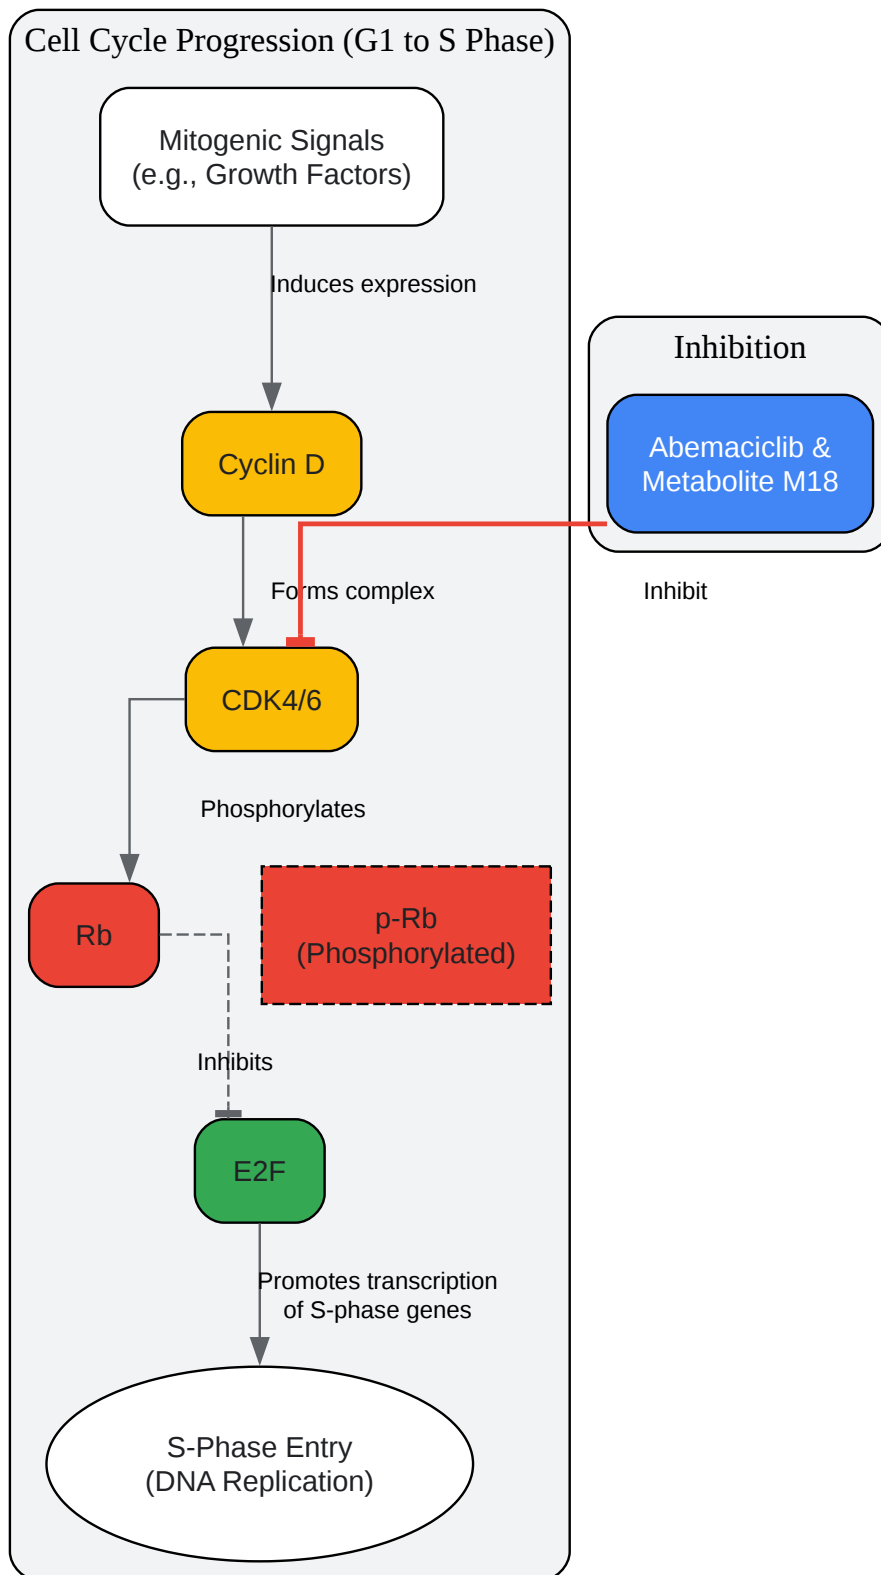 Cell Cycle Progression (G1 to S Phase)
Mitogenic Signals
(e.g., Growth Factors)
Induces expression
Inhibition
Cyclin D
Abemaciclib &
Metabolite M18
Forms complex
Inhibit
CDK4/6
Phosphorylates
Rb
p-Rb
(Phosphorylated)
Inhibits
E2F
Promotes transcription
of S-phase genes
S-Phase Entry
(DNA Replication)